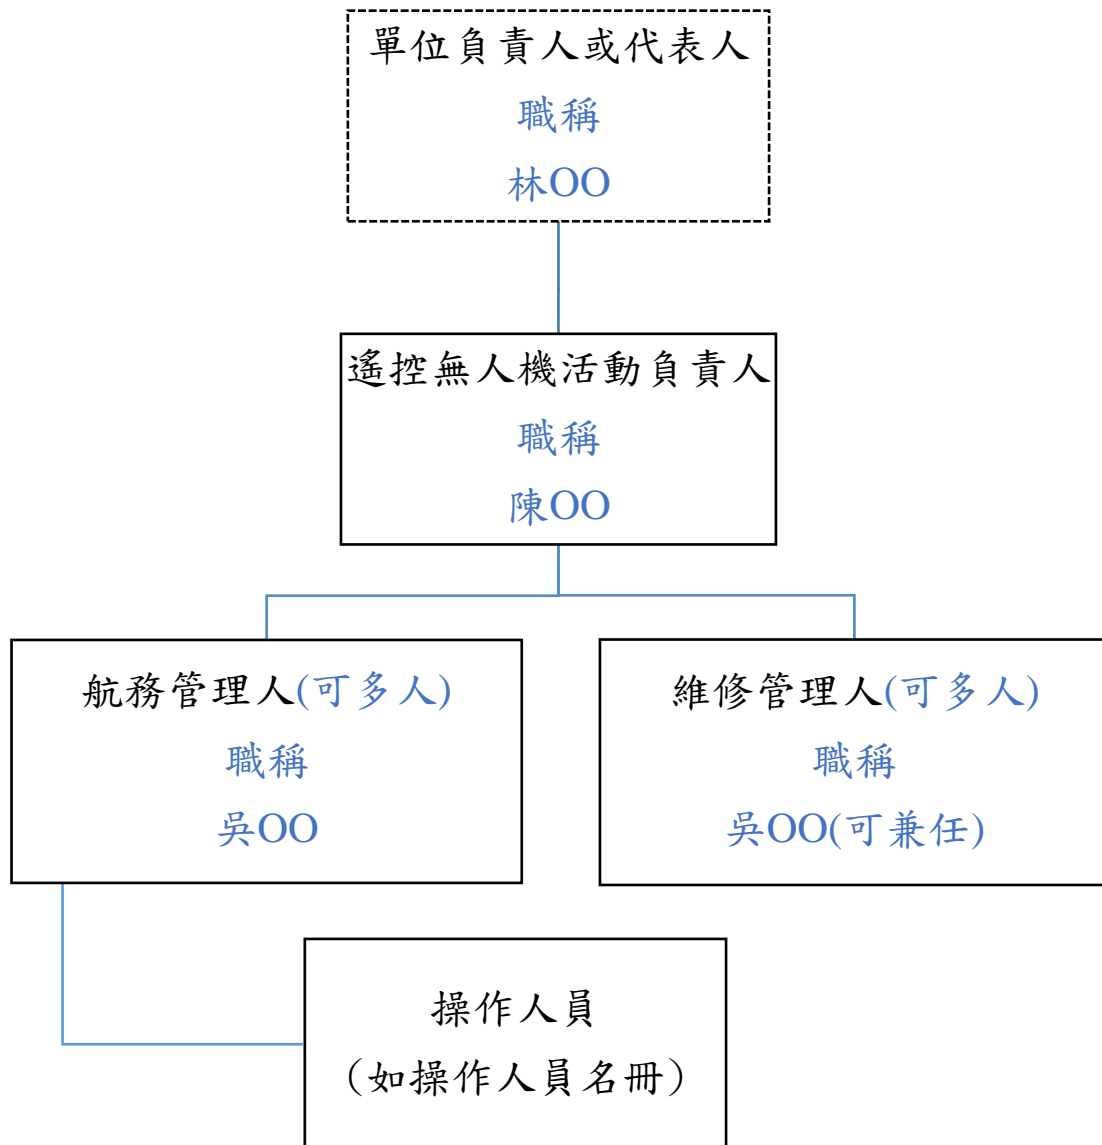 單位負責人或代表人
職稱
林OO
遙控無人機活動負責人
職稱
陳OO
航務管理人(可多人)
職稱
吳OO
維修管理人(可多人)
職稱
吳OO(可兼任)
操作人員
（如操作人員名冊）